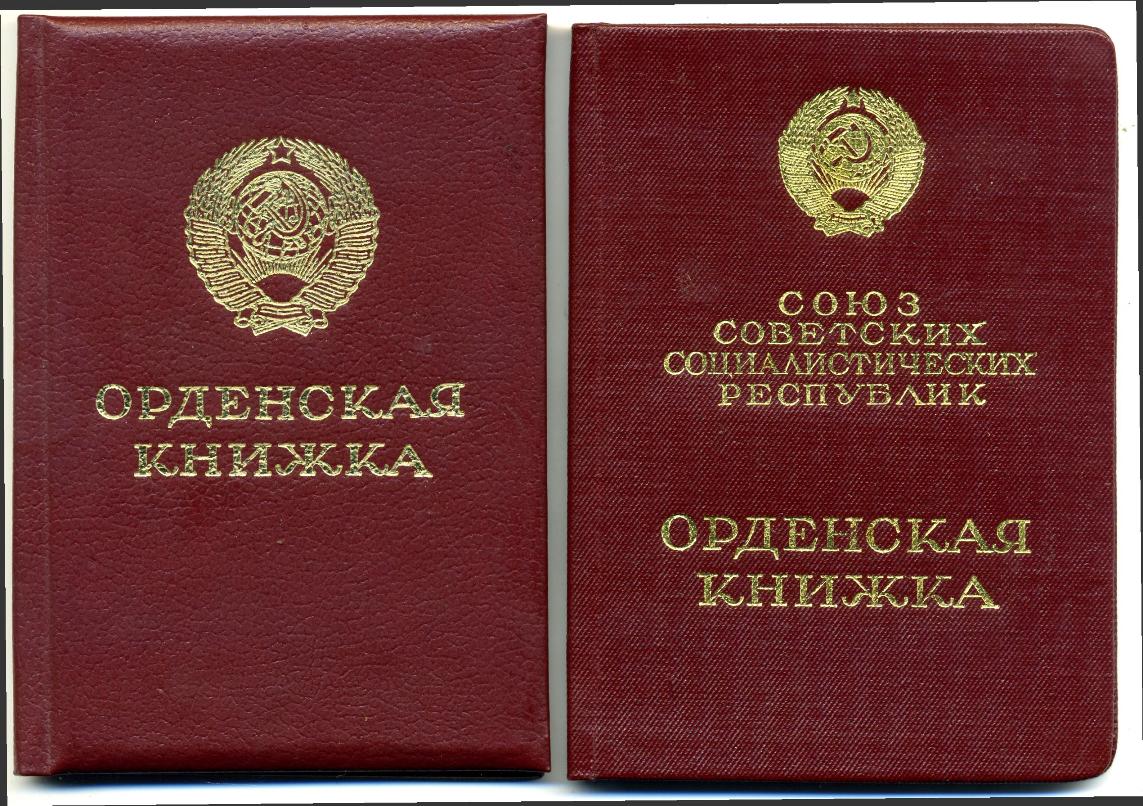 ОРДЕНСКАЯ
КНИЖКА
СОЮЗ
СОВЕТСКИХ
СОЦИАЛИСТИЧЕСКИХ
РЕСПУБЛИК
ОРДЕНСКАЯ
КНИЖКА